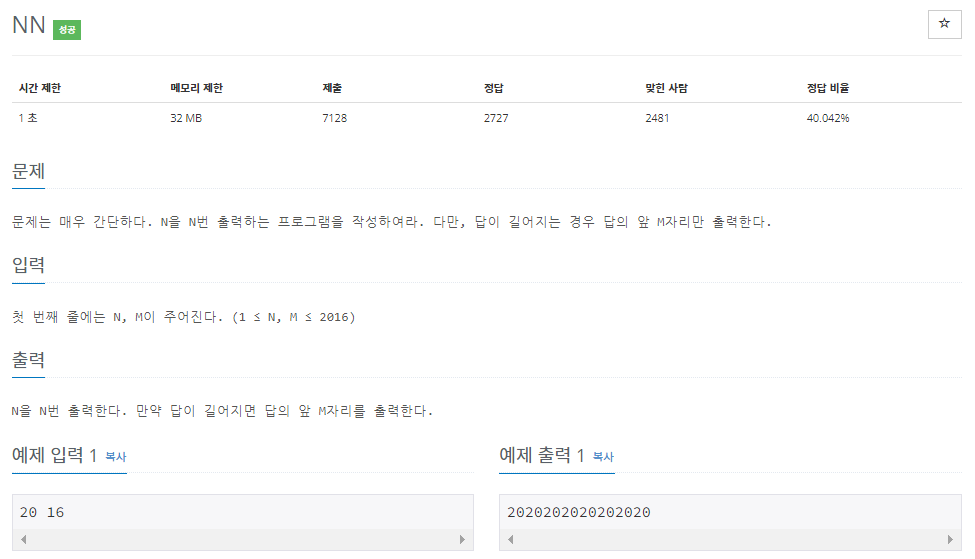 NN 성공
☆
시간 제한 메모리 제한 제출 정답 맞힌 사람 정답 비율
1 초 32 MB 7128 2727 2481 40.042%
문제
문제는 매우 간단하다. N을 N번 출력하는 프로그램을 작성하여라. 다만, 답이 길어지는 경우 답의 앞 M자리만 출력한다.
입력
첫 번째 줄에는 N, M이 주어진다. (1 ≤ N, M ≤ 2016)
출력
N을 N번 출력한다. 만약 답이 길어지면 답의 앞 M자리를 출력한다.
예제 입력 1 복사
20 16
예제 출력 1 복사
2020202020202020